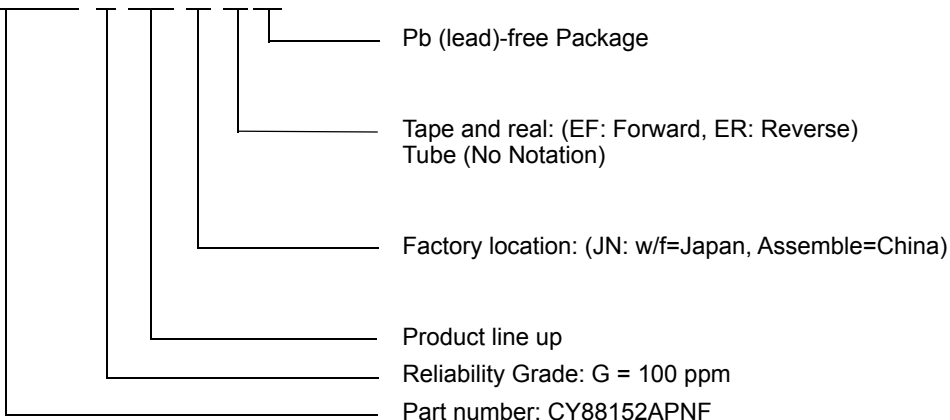 Pb (lead)-free Package
Tape and real: (EF: Forward, ER: Reverse)
Tube (No Notation)
Factory location: (JN: w/f=Japan, Assemble=China)
Product line up
Reliability Grade: G = 100 ppm
Part number: CY88152APNF